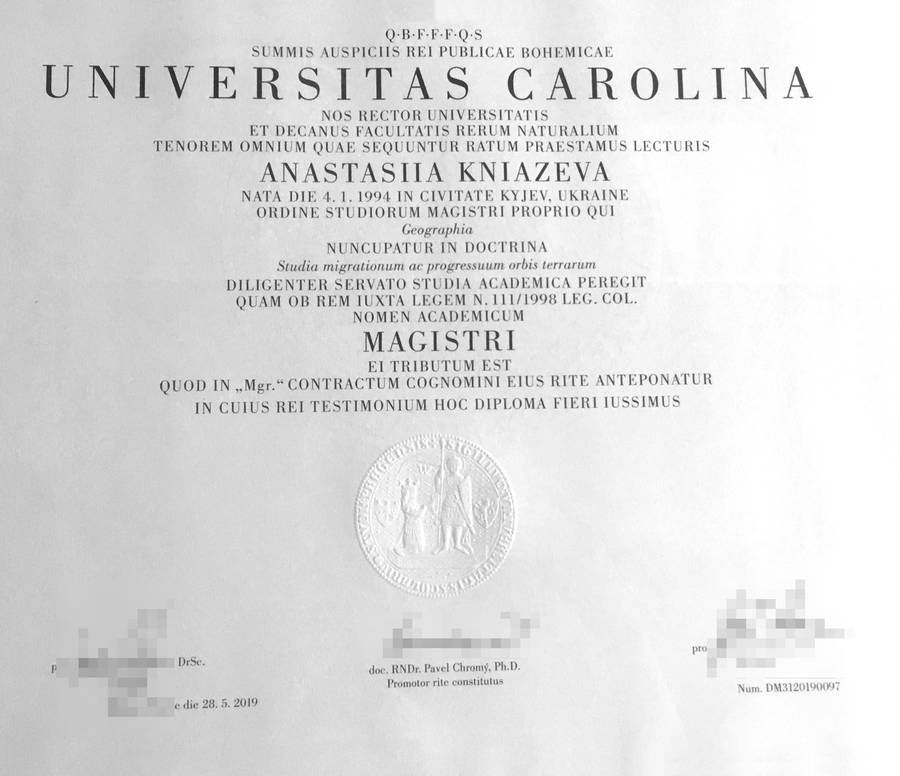 Q·B·F·F·F·Q·S
SUMMIS AUSPICIIS REI PUBLICAE BOHEMICAE
UNIVERSITAS CAROLINA
NOS RECTOR UNIVERSITATIS
ET DECANUS FACULTATIS RERUM NATURALIUM
TENOREM OMNIUM QUAE SEQUUNTUR RATUM PRAESTAMUS LECTURIS
ANASTASIIA KNIAZEVA
NATA DIE 4. 1. 1994 IN CIVITATE KYJEV, UKRAINE
ORDINE STUDIORUM MAGISTRI PROPRIO QUI
Geographia
NUNCUPATUR IN DOCTRINA
Studia migrationum ac progressuum orbis terrarum
DILIGENTER SERVATO STUDIA ACADEMICA PEREGIT
QUAM OB REM IUXTA LEGEM N. 111/1998 LEG. COL.
NOMEN ACADEMICUM
MAGISTRI
EI TRIBUTUM EST
QUOD IN „Mgr.“ CONTRACTUM COGNOMINI EIUS RITE ANTEPONATUR
IN CUIUS REI TESTIMONIUM HOC DIPLOMA FIERI IUSSIMUS
DrSc.
die 28. 5. 2019
doc. RNDr. Pavel Chromý, Ph.D.
Promotor rite constitutus
pro
Num. DM3120190097